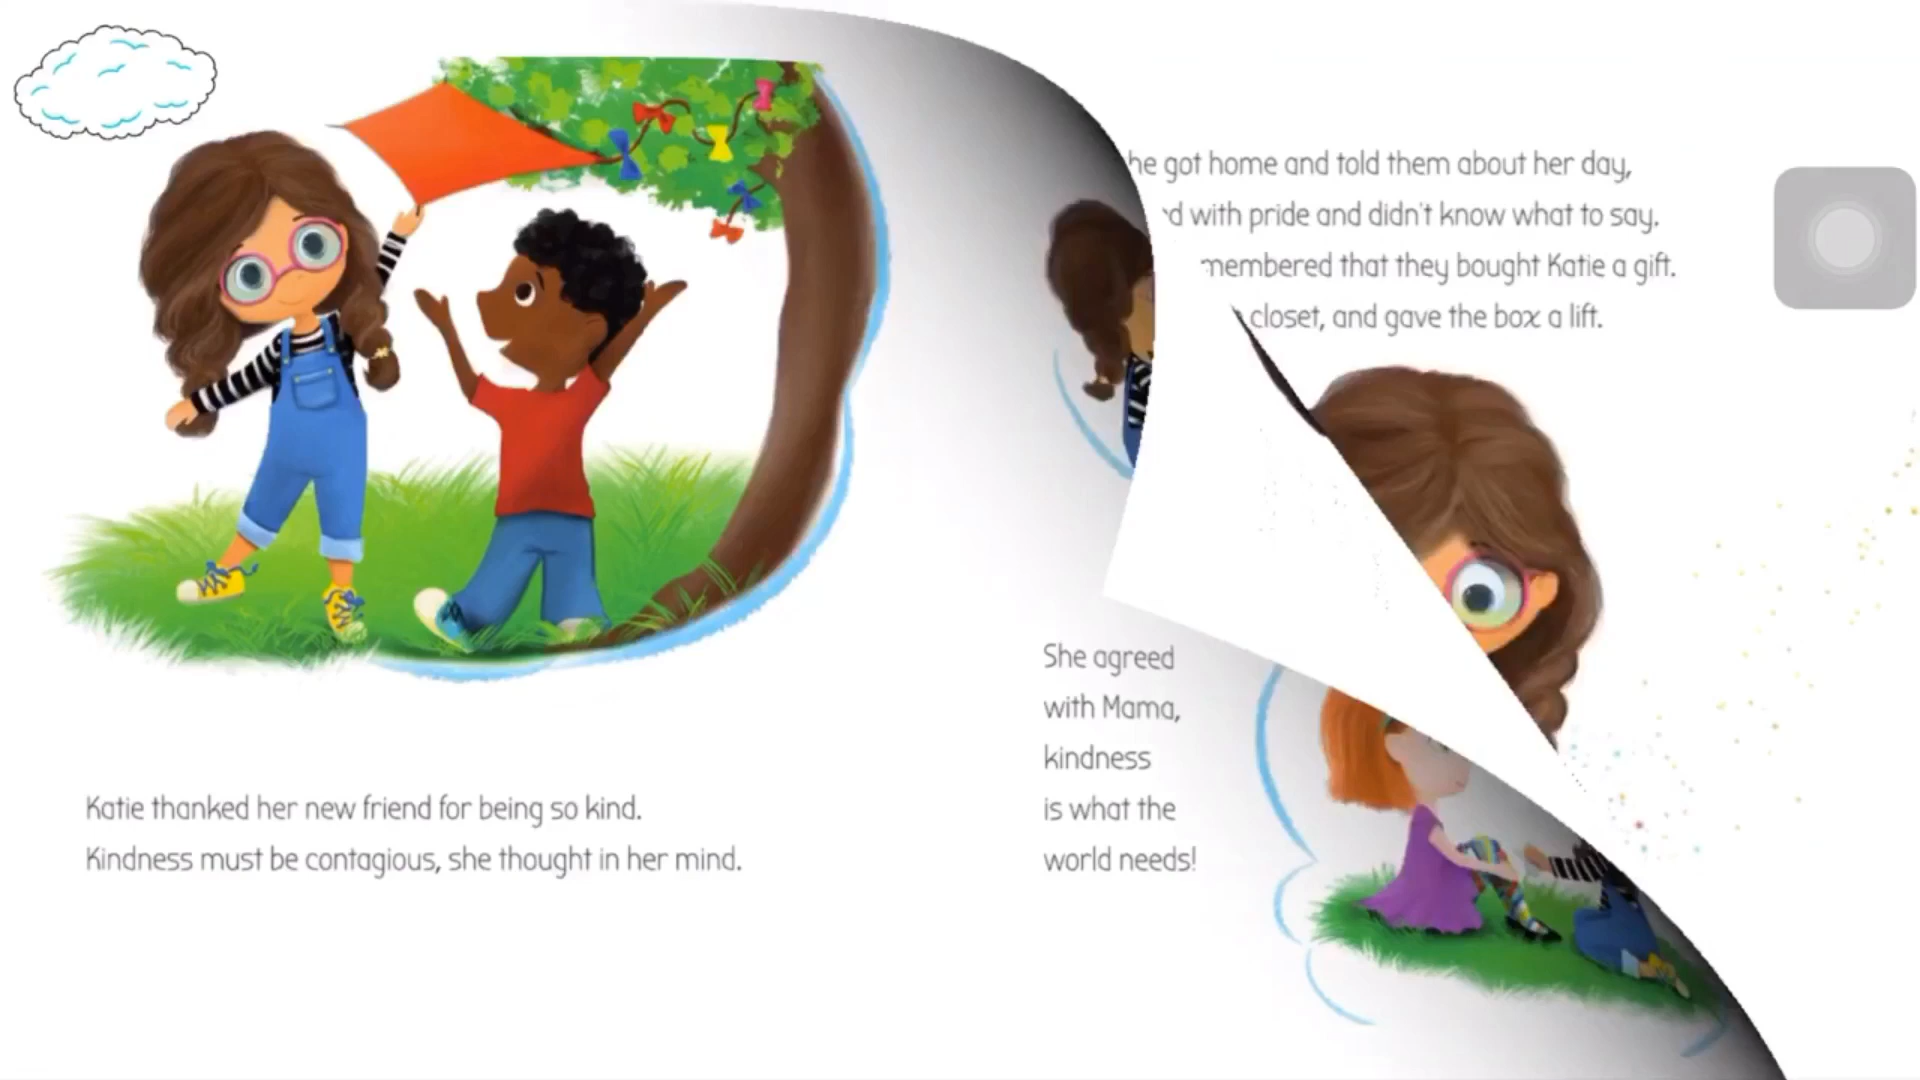 Katie thanked her new friend for being so kind.
Kindness must be contagious, she thought in her mind.
She agreed
with Mama,
kindness
is what the
world needs!
got home and told them about her day,
with pride and didn't know what to say.
that they bought Katie a gift.
closet, and gave the box a lift.